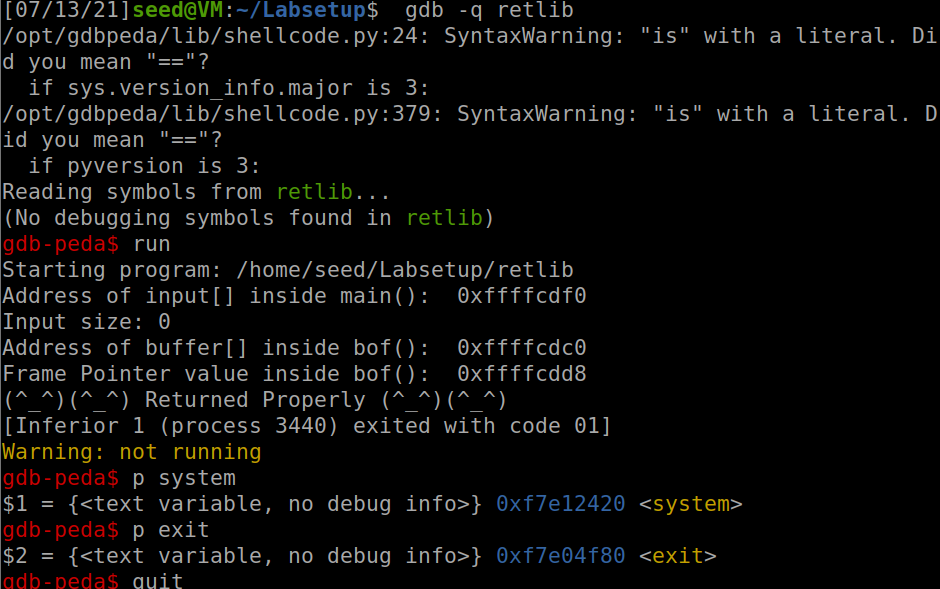 [07/13/21]seed@VM:~/Labsetup$  gdb -q retlib
/opt/gdbpeda/lib/shellcode.py:24: SyntaxWarning: "is" with a literal. Di
d you mean "=="?
  if sys.version_info.major is 3:
/opt/gdbpeda/lib/shellcode.py:379: SyntaxWarning: "is" with a literal. D
id you mean "=="?
  if pyversion is 3:
Reading symbols from retlib...
(No debugging symbols found in retlib)
gdb-peda$ run
Starting program: /home/seed/Labsetup/retlib
Address of input[] inside main():  0xffffcdf0
Input size: 0
Address of buffer[] inside bof():  0xffffcdc0
Frame Pointer value inside bof():  0xffffcdd8
(^_^)(^_^) Returned Properly (^_^)(^_^)
[Inferior 1 (process 3440) exited with code 01]
Warning: not running
gdb-peda$ p system
$1 = {<text variable, no debug info>} 0xf7e12420 <system>
gdb-peda$ p exit
$2 = {<text variable, no debug info>} 0xf7e04f80 <exit>
gdb-peda$ quit